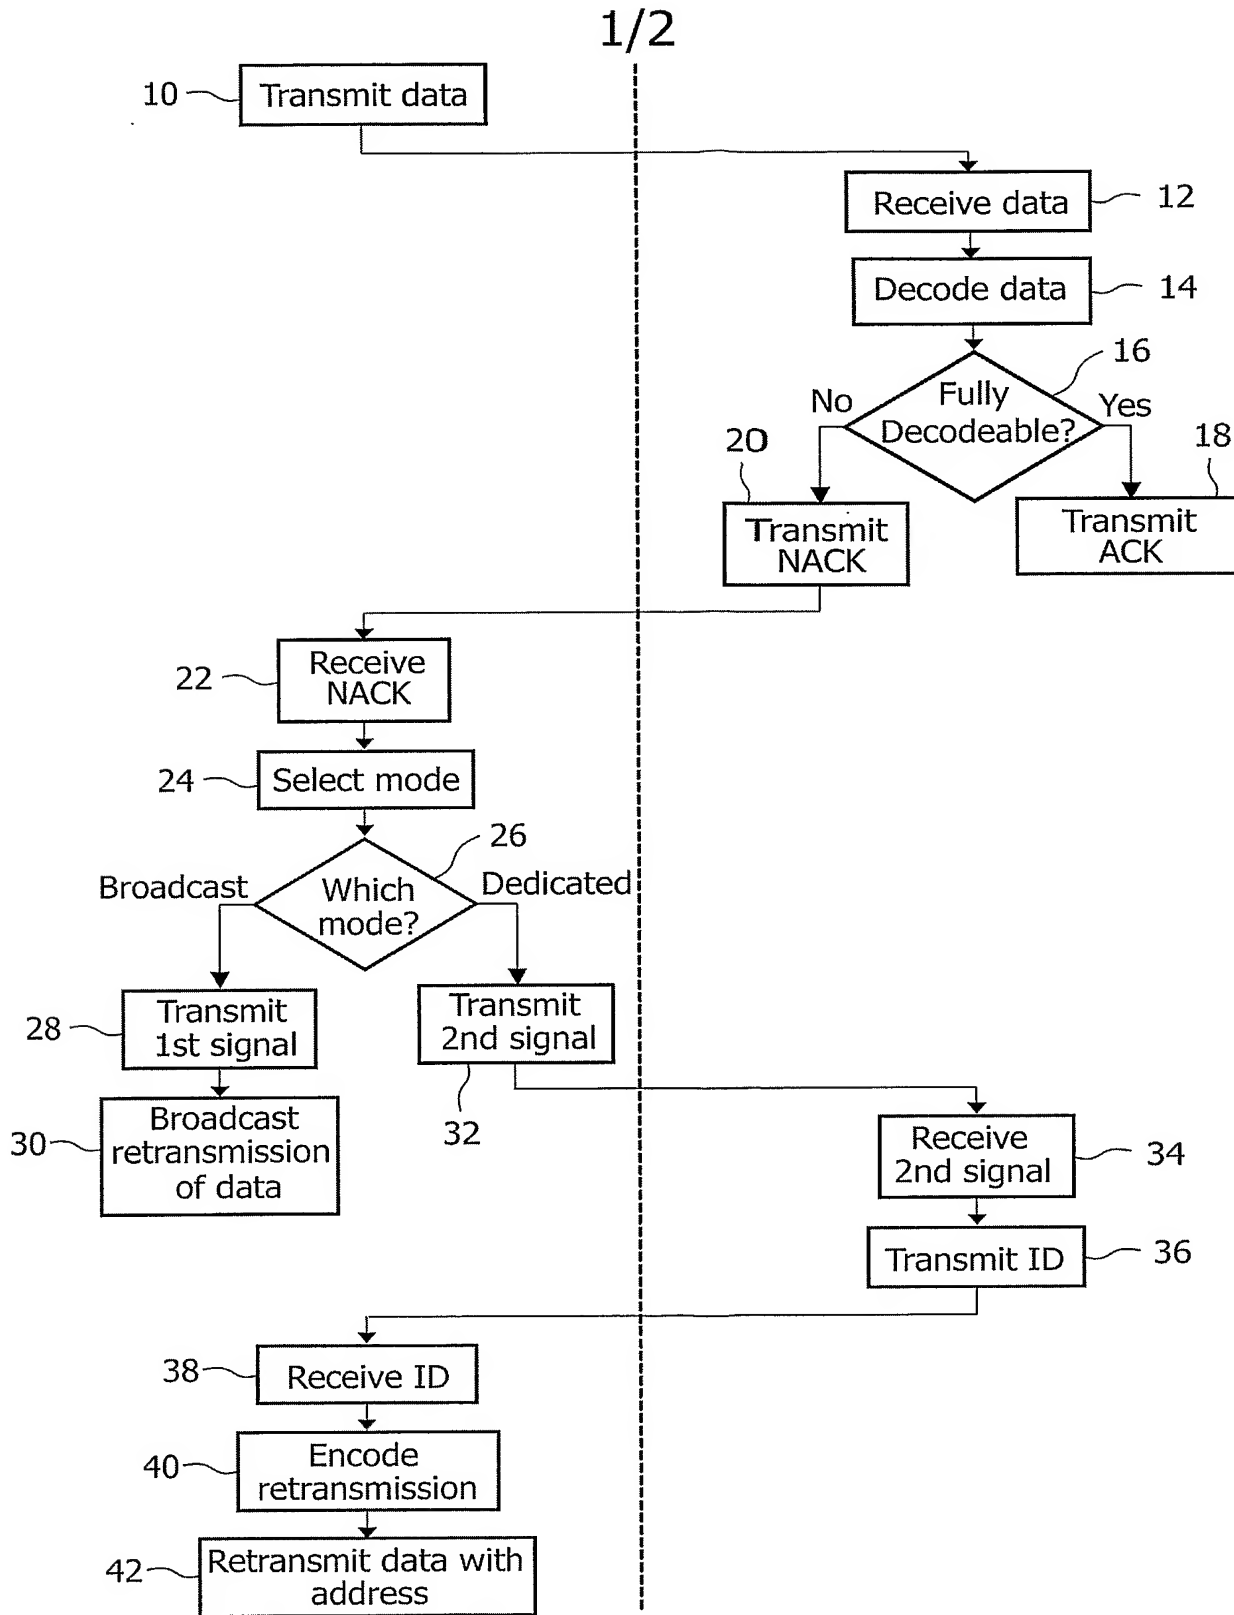 1/2
10
Transmit data
Receive data
12
Decode data
14
16
Fully
Decodeable?
No
Yes
20
18
Transmit
NACK
Transmit
ACK
22
Receive
NACK
24
Select mode
26
Broadcast
Which
mode?
Dedicated
28
Transmit
1st signal
Transmit
2nd signal
32
30
Broadcast
retransmission
of data
Receive
2nd signal
34
Transmit ID
36
38
Receive ID
40
Encode
retransmission
42
Retransmit data with
address